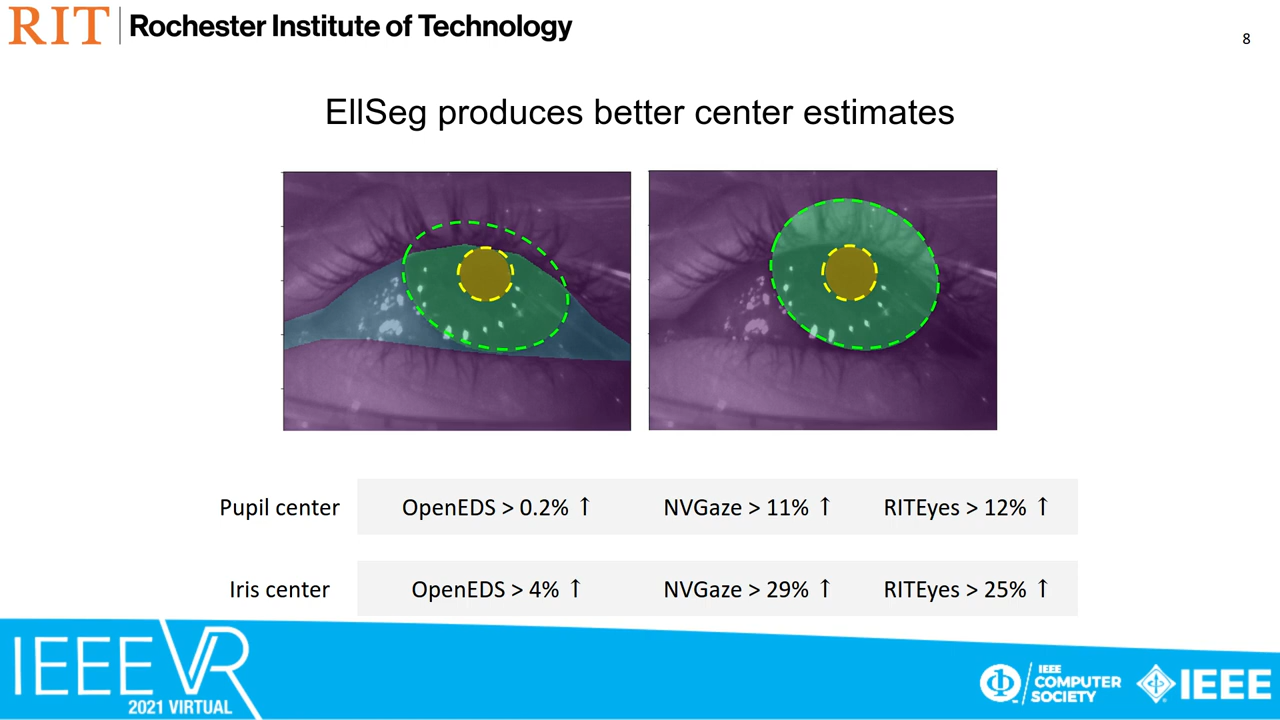 RIT | Rochester Institute of Technology
8
EllSeg produces better center estimates
Pupil center OpenEDS > 0.2% ↑ NVGaze > 11% ↑ RITEyes > 12% ↑
Iris center OpenEDS > 4% ↑ NVGaze > 29% ↑ RITEyes > 25% ↑
IEEE VR
2021 VIRTUAL
IEEE
COMPUTER
SOCIETY
IEEE